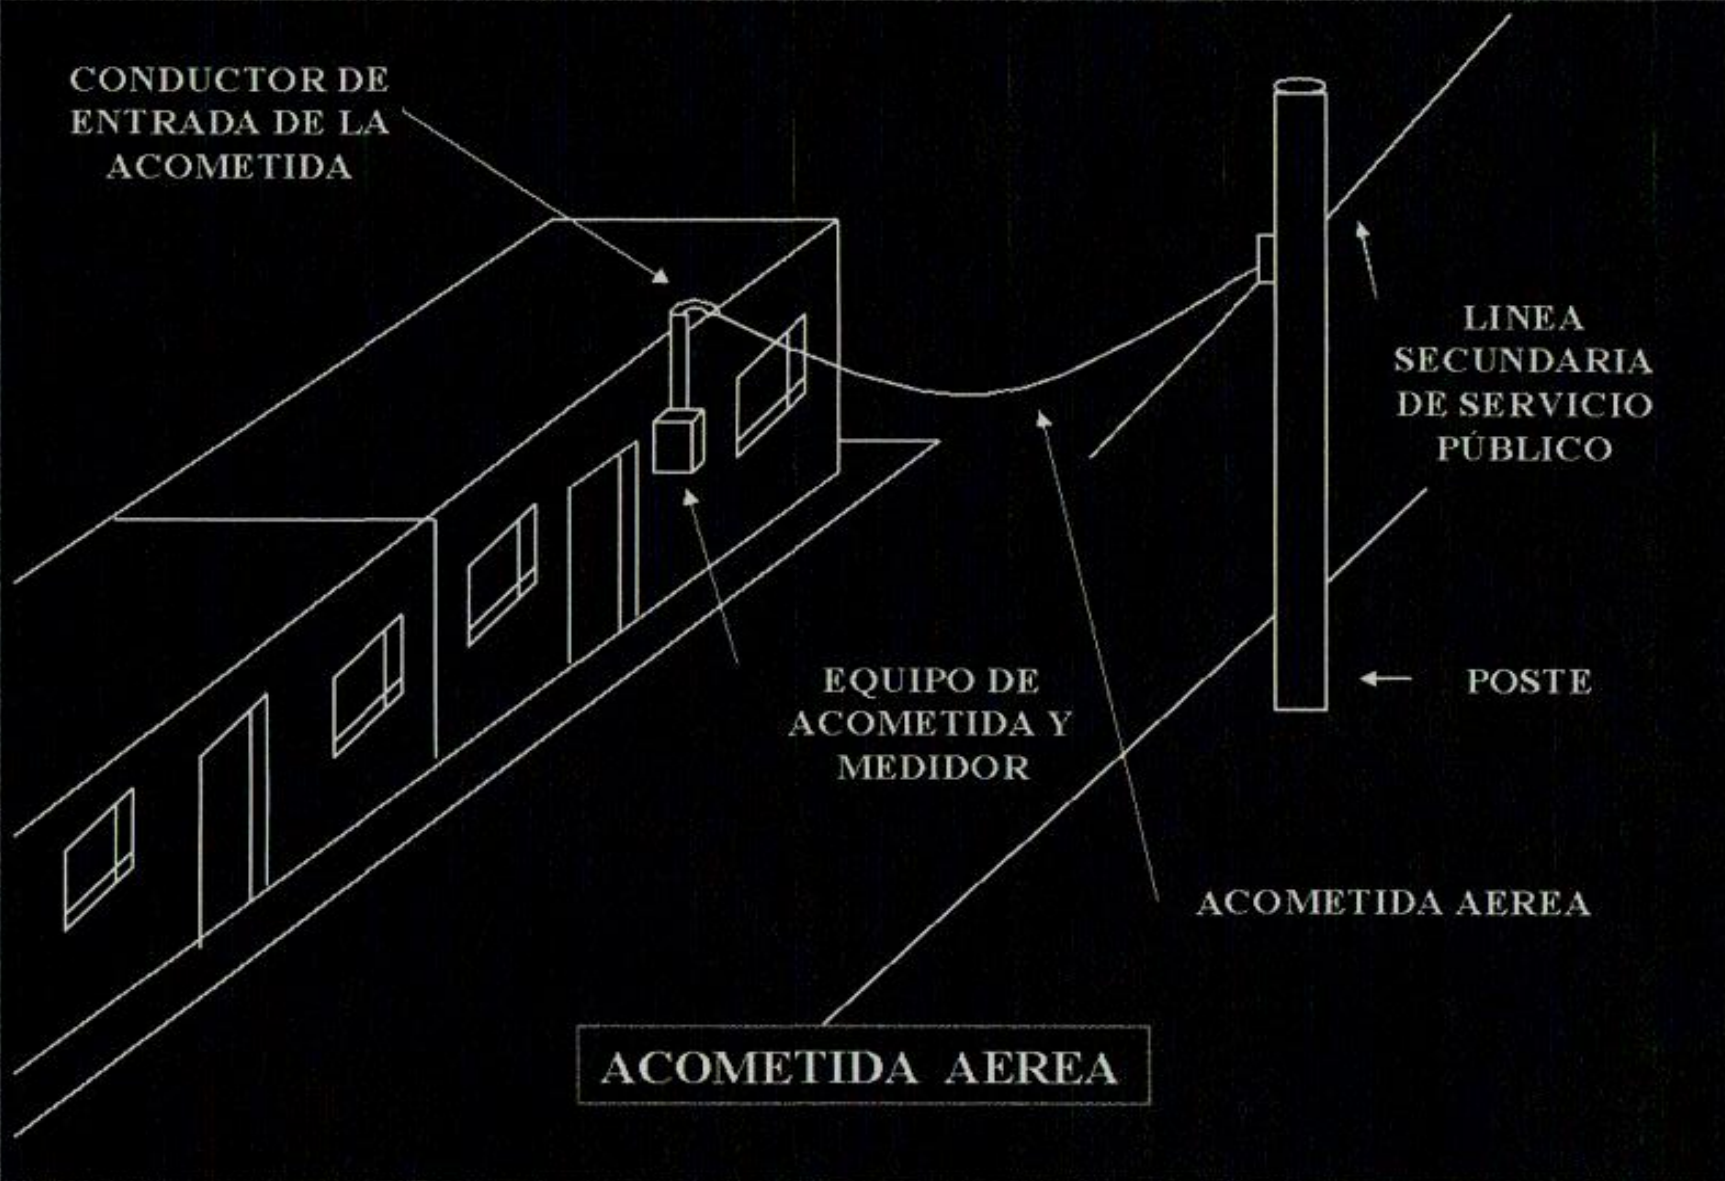 CONDUCTOR DE
ENTRADA DE LA
ACOMETIDA
LINEA
SECUNDARIA
DE SERVICIO
PÚBLICO
EQUIPO DE
ACOMETIDA Y
MEDIDOR
POSTE
ACOMETIDA AEREA
ACOMETIDA AEREA